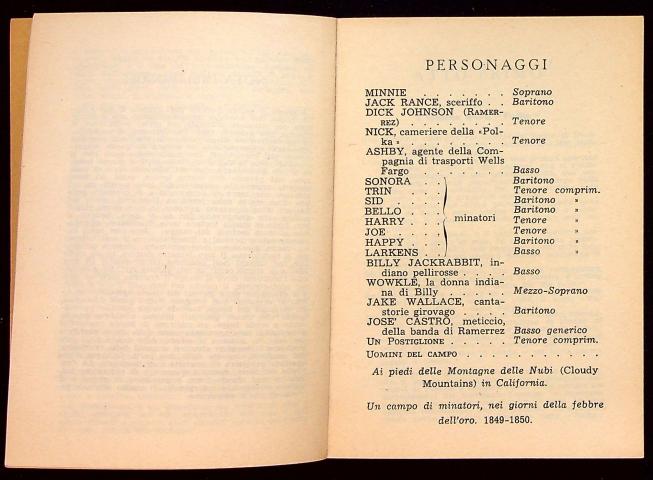 PERSONAGGI
MINNIE . . . . . . Soprano
JACK RANCE, sceriffo . . Baritono
DICK JOHNSON (RAMER-
REZ) . . . . . . . Tenore
NICK, cameriere della «Pol-
ka » . . . . . . . Tenore
ASHBY, agente della Com-
pagnia di trasporti Wells
Fargo . . . . . . . Basso
SONORA . . . Baritono
TRIN . . . . Tenore comprim.
SID . . . . Baritono »
BELLO . . . Baritono »
minatori
HARRY . . . Tenore »
JOE . . . . Tenore »
HAPPY . . . Baritono »
LARKENS . . Basso »
BILLY JACKRABBIT, in-
diano pellirosse . . . . Basso
WOWKLE, la donna india-
na di Billy . . . . . Mezzo-Soprano
JAKE WALLACE, canta-
storie girovago . . . . Baritono
JOSE' CASTRO, meticcio,
della banda di Ramerrez Basso generico
UN POSTIGLIONE . . . . Tenore comprim.
UOMINI DEL CAMPO . . . . . . . . . . .
Ai piedi delle Montagne delle Nubi (Cloudy
Mountains) in California.
Un campo di minatori, nei giorni della febbre
dell'oro. 1849-1850.